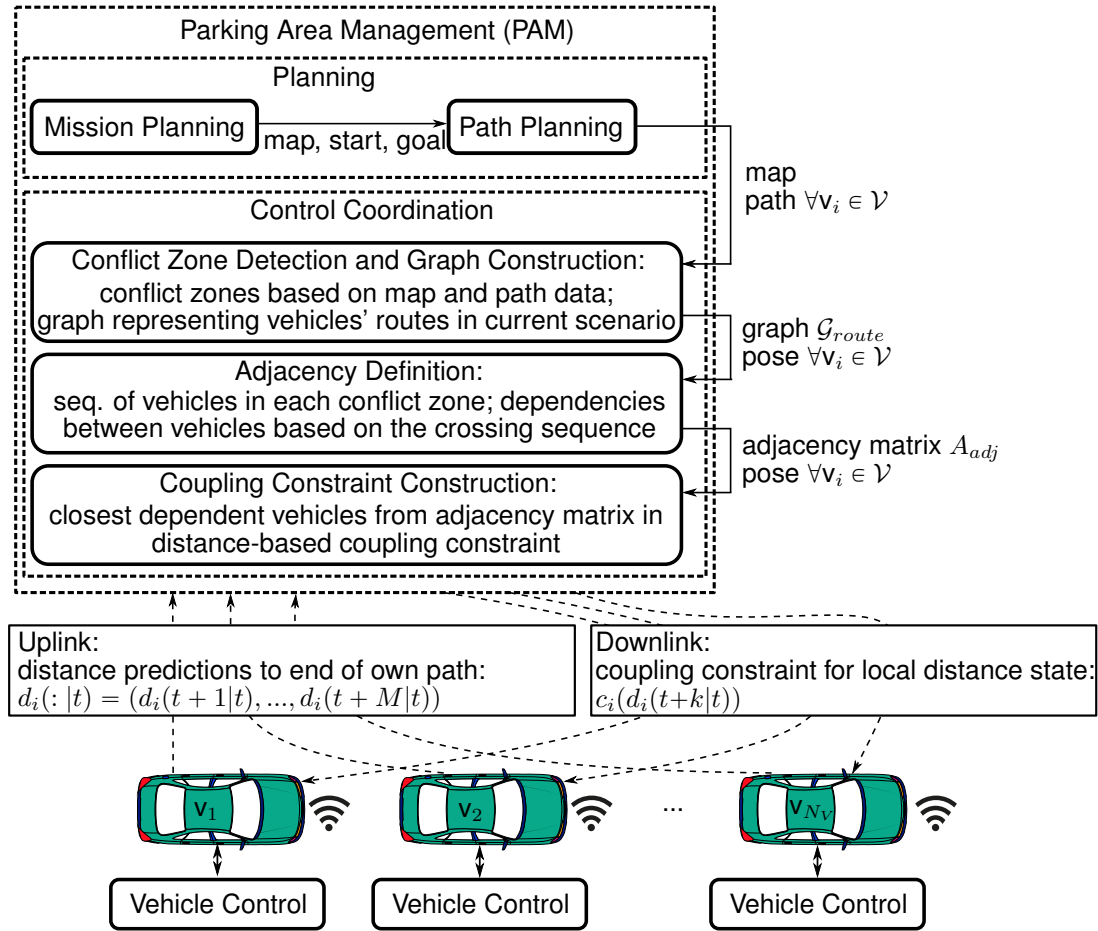 Parking Area Management (PAM)
Planning
Mission Planning
map, start, goal
Path Planning
map
path ∀v_i ∈ 𝒱
Control Coordination
Conflict Zone Detection and Graph Construction:
conflict zones based on map and path data;
graph representing vehicles' routes in current scenario
graph 𝒢_route
pose ∀v_i ∈ 𝒱
Adjacency Definition:
seq. of vehicles in each conflict zone; dependencies
between vehicles based on the crossing sequence
adjacency matrix A_adj
pose ∀v_i ∈ 𝒱
Coupling Constraint Construction:
closest dependent vehicles from adjacency matrix in
distance-based coupling constraint
Uplink:
distance predictions to end of own path:
d_i(: |t) = (d_i(t + 1|t), ..., d_i(t + M|t))
Downlink:
coupling constraint for local distance state:
c_i(d_i(t+k|t))
v_1
v_2
...
v_{N_V}
Vehicle Control
Vehicle Control
Vehicle Control